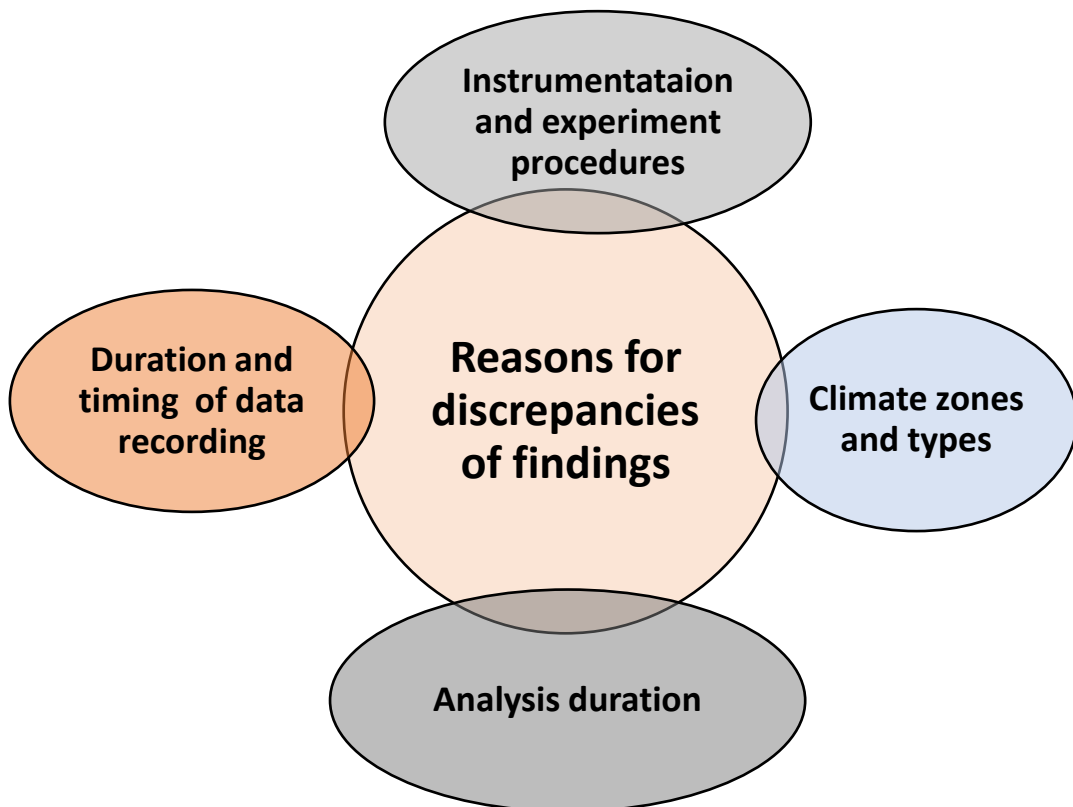 Instrumentataion
and experiment
procedures
Duration and
timing  of data
recording
Reasons for
discrepancies
of findings
Climate zones
and types
Analysis duration